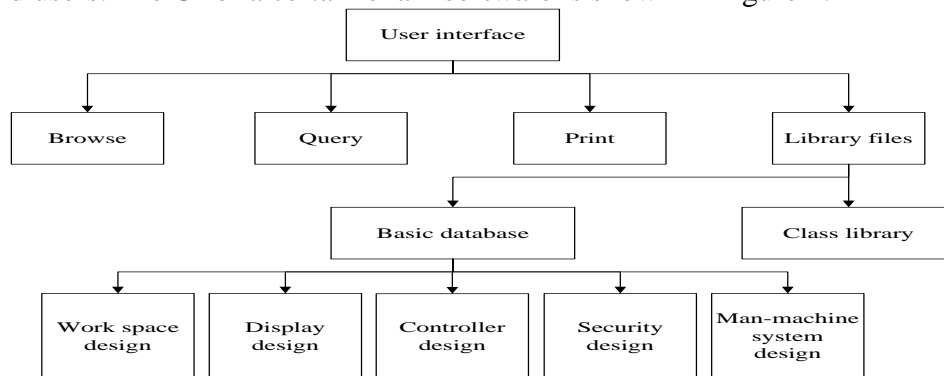 User interface
Browse
Query
Print
Library files
Basic database
Class library
Work space
design
Display
design
Controller
design
Security
design
Man-machine
system
design